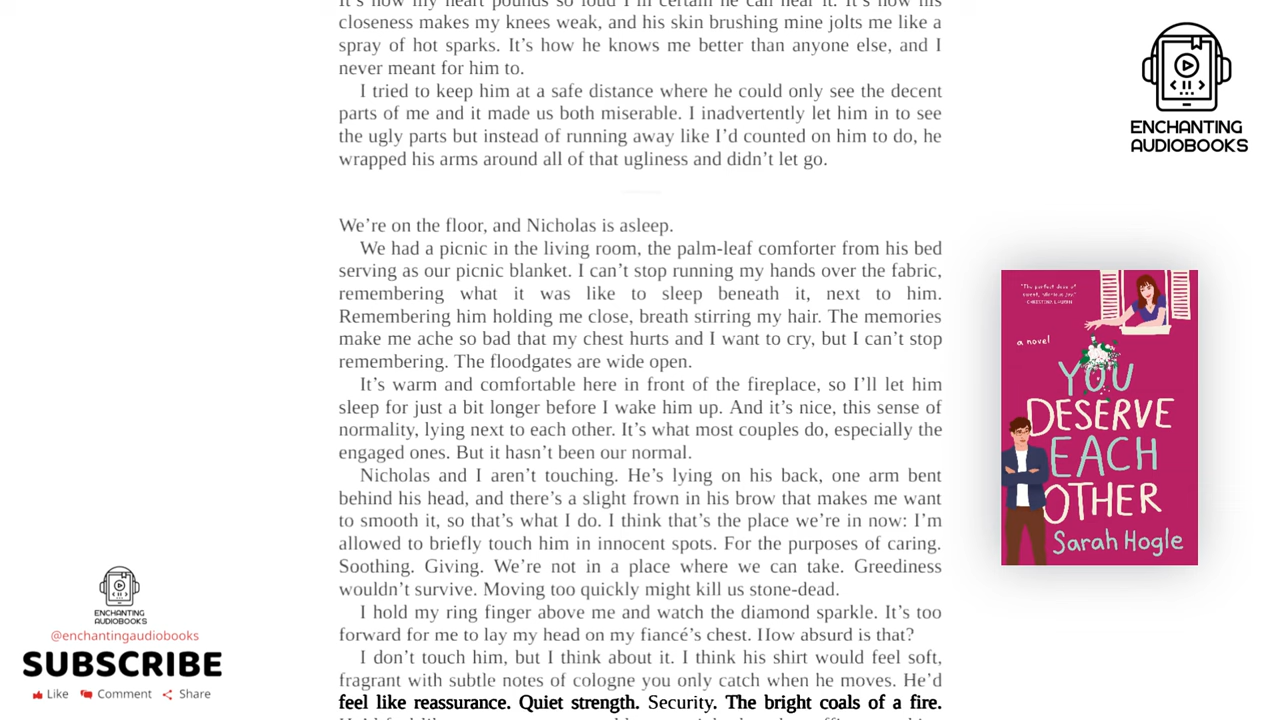 closeness makes my knees weak, and his skin brushing mine jolts me like a
spray of hot sparks. It's how he knows me better than anyone else, and I
never meant for him to.
I tried to keep him at a safe distance where he could only see the decent
parts of me and it made us both miserable. I inadvertently let him in to see
the ugly parts but instead of running away like I'd counted on him to do, he
wrapped his arms around all of that ugliness and didn't let go.
We're on the floor, and Nicholas is asleep.
We had a picnic in the living room, the palm-leaf comforter from his bed
serving as our picnic blanket. I can't stop running my hands over the fabric,
remembering what it was like to sleep beneath it, next to him.
Remembering him holding me close, breath stirring my hair. The memories
make me ache so bad that my chest hurts and I want to cry, but I can't stop
remembering. The floodgates are wide open.
It's warm and comfortable here in front of the fireplace, so I'll let him
sleep for just a bit longer before I wake him up. And it's nice, this sense of
normality, lying next to each other. It's what most couples do, especially the
engaged ones. But it hasn't been our normal.
Nicholas and I aren't touching. He's lying on his back, one arm bent
behind his head, and there's a slight frown in his brow that makes me want
to smooth it, so that's what I do. I think that's the place we're in now: I'm
allowed to briefly touch him in innocent spots. For the purposes of caring.
Soothing. Giving. We're not in a place where we can take. Greediness
wouldn't survive. Moving too quickly might kill us stone-dead.
I hold my ring finger above me and watch the diamond sparkle. It's too
forward for me to lay my head on my fiancé's chest. How absurd is that?
I don't touch him, but I think about it. I think his shirt would feel soft,
fragrant with subtle notes of cologne you only catch when he moves. He'd
feel like reassurance. Quiet strength. Security. The bright coals of a fire.
ENCHANTING
AUDIOBOOKS
a novel
YOU
DESERVE
EACH
OTHER
Sarah Hogle
ENCHANTING
AUDIOBOOKS
@enchantingaudiobooks
SUBSCRIBE
Like Comment Share